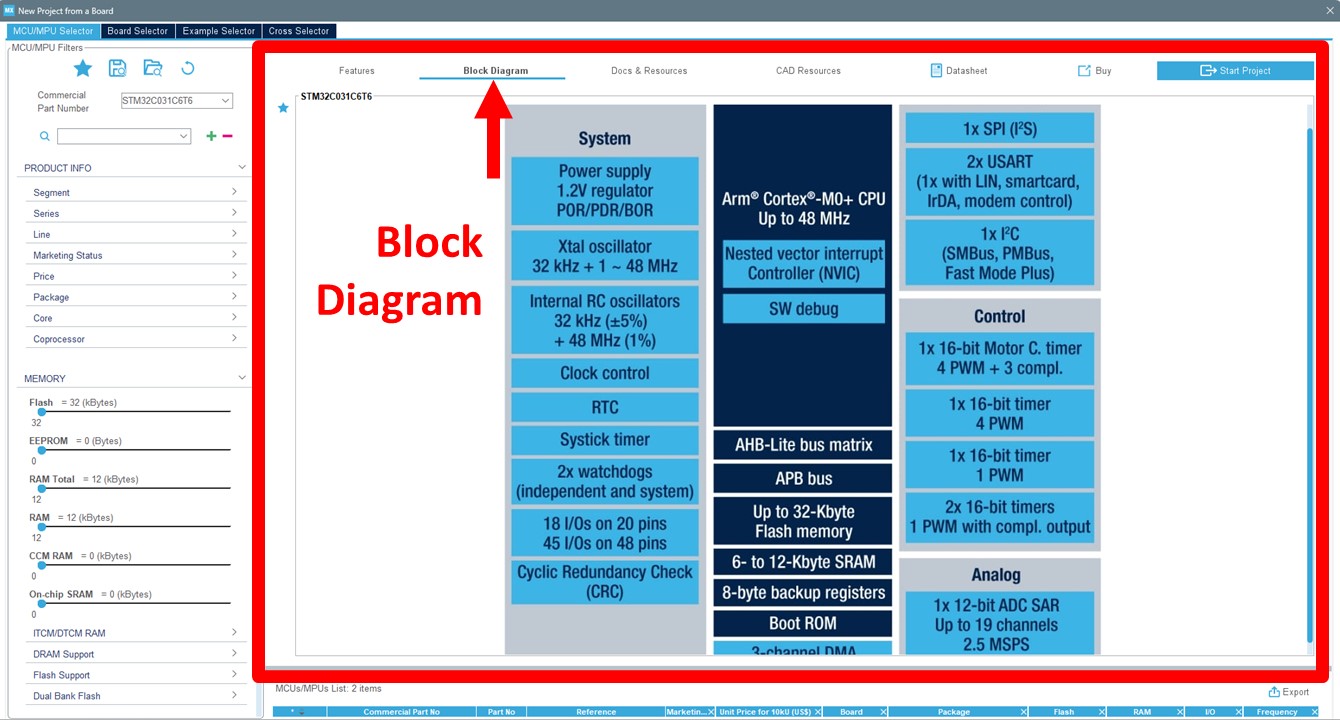 MX New Project from a Board
MCU/MPU Selector Board Selector Example Selector Cross Selector
MCU/MPU Filters
Commercial
Part Number
STM32C031C6T6
PRODUCT INFO
Segment
Series
Line
Marketing Status
Price
Package
Core
Coprocessor
MEMORY
Flash = 32 (kBytes)
32
EEPROM = 0 (Bytes)
0
RAM Total = 12 (kBytes)
12
RAM = 12 (kBytes)
12
CCM RAM = 0 (kBytes)
0
On-chip SRAM = 0 (kBytes)
0
ITCM/DTCM RAM
DRAM Support
Flash Support
Dual Bank Flash
Features Block Diagram Docs & Resources CAD Resources Datasheet Buy Start Project
STM32C031C6T6
Block
Diagram
System
Power supply
1.2V regulator
POR/PDR/BOR
Xtal oscillator
32 kHz + 1 ~ 48 MHz
Internal RC oscillators
32 kHz (±5%)
+ 48 MHz (1%)
Clock control
RTC
Systick timer
2x watchdogs
(independent and system)
18 I/Os on 20 pins
45 I/Os on 48 pins
Cyclic Redundancy Check
(CRC)
Arm® Cortex®-M0+ CPU
Up to 48 MHz
Nested vector interrupt
Controller (NVIC)
SW debug
AHB-Lite bus matrix
APB bus
Up to 32-Kbyte
Flash memory
6- to 12-Kbyte SRAM
8-byte backup registers
Boot ROM
3-channel DMA
1x SPI (I²S)
2x USART
(1x with LIN, smartcard,
IrDA, modem control)
1x I²C
(SMBus, PMBus,
Fast Mode Plus)
Control
1x 16-bit Motor C. timer
4 PWM + 3 compl.
1x 16-bit timer
4 PWM
1x 16-bit timer
1 PWM
2x 16-bit timers
1 PWM with compl. output
Analog
1x 12-bit ADC SAR
Up to 19 channels
2.5 MSPS
MCUs/MPUs List: 2 items
Export
* Commercial Part No Part No Reference Marketin... Unit Price for 10kU (US$) Board Package Flash RAM I/O Frequency